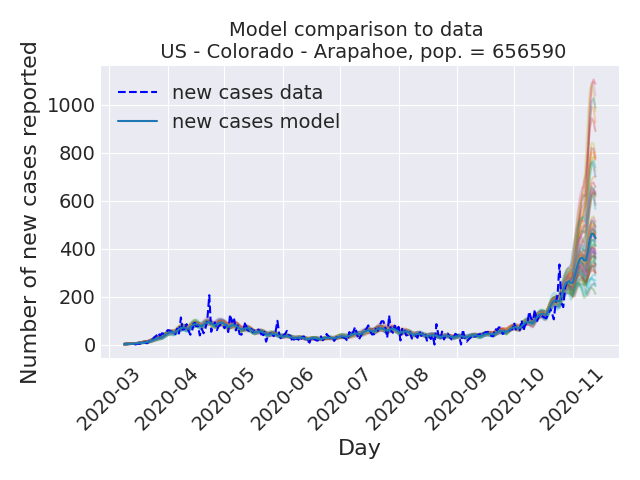 Model comparison to data
US - Colorado - Arapahoe, pop. = 656590
Number of new cases reported
1000
800
600
400
200
0
new cases data
new cases model
2020-03
2020-04
2020-05
2020-06
2020-07
2020-08
2020-09
2020-10
2020-11
Day